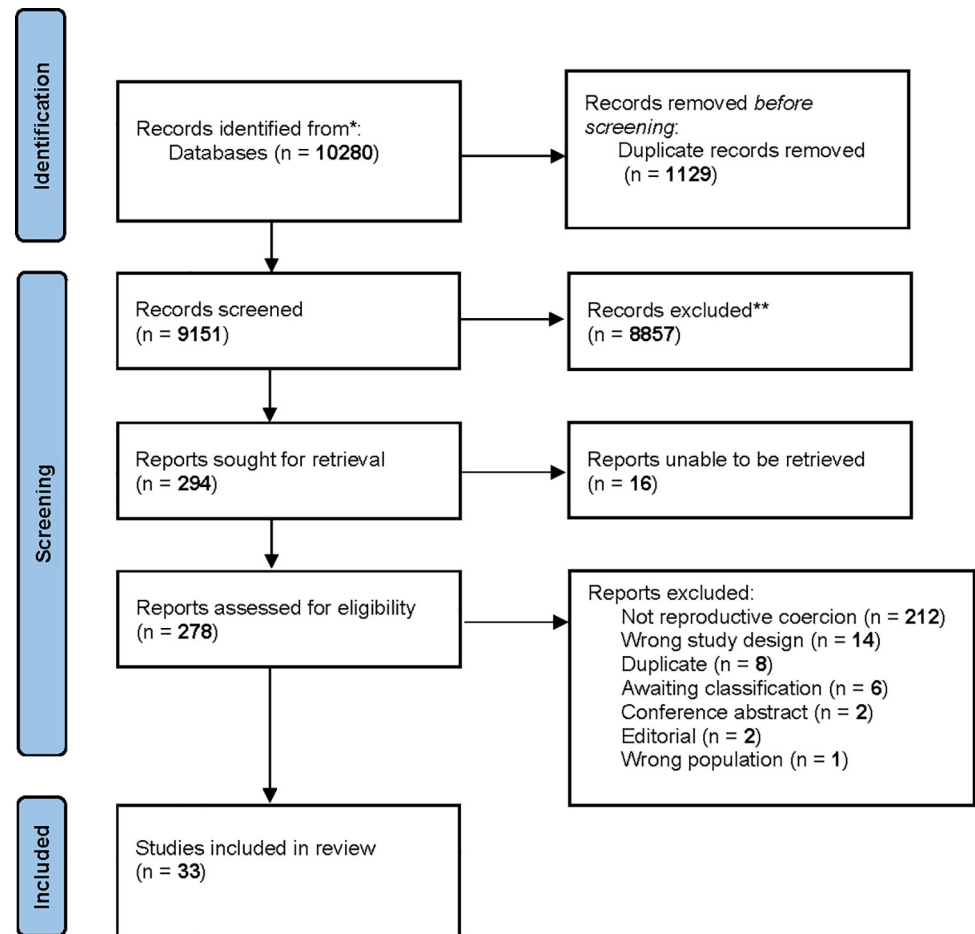 Identification
Records identified from*:
Databases (n = 10280)
Records removed before
screening:
Duplicate records removed
(n = 1129)
Screening
Records screened
(n = 9151)
Records excluded**
(n = 8857)
Reports sought for retrieval
(n = 294)
Reports unable to be retrieved
(n = 16)
Reports assessed for eligibility
(n = 278)
Reports excluded:
Not reproductive coercion (n = 212)
Wrong study design (n = 14)
Duplicate (n = 8)
Awaiting classification (n = 6)
Conference abstract (n = 2)
Editorial (n = 2)
Wrong population (n = 1)
Included
Studies included in review
(n = 33)